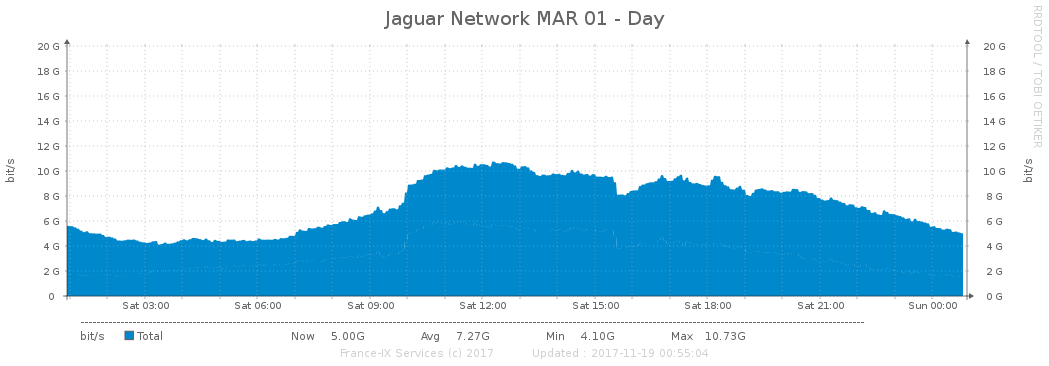 Jaguar Network MAR 01 - Day
RRDTOOL / TOBI OETIKER
bit/s
bit/s
20 G 20 G
18 G 18 G
16 G 16 G
14 G 14 G
12 G 12 G
10 G 10 G
8 G 8 G
6 G 6 G
4 G 4 G
2 G 2 G
0 0 G
Sat 03:00 Sat 06:00 Sat 09:00 Sat 12:00 Sat 15:00 Sat 18:00 Sat 21:00 Sun 00:00
bit/s Total Now 5.00G Avg 7.27G Min 4.10G Max 10.73G
France-IX Services (c) 2017 Updated : 2017-11-19 00:55:04